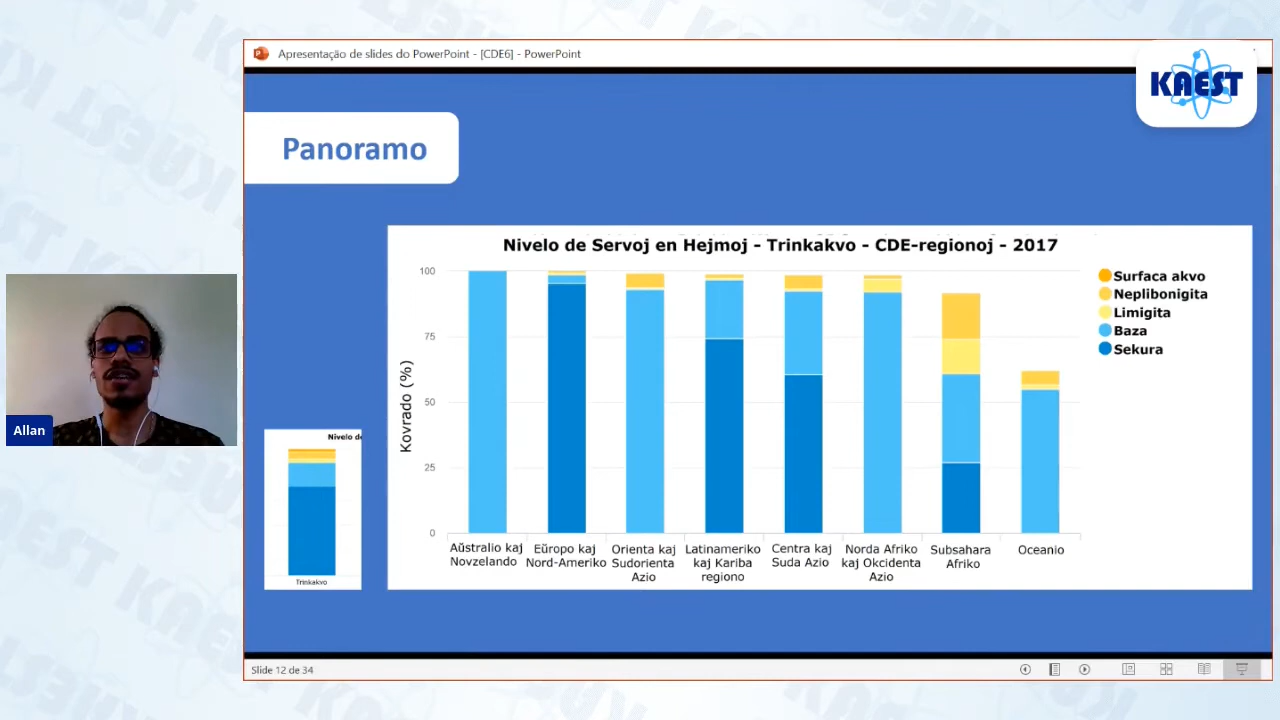 Apresentação de slides do PowerPoint - [CDE6] - PowerPoint
KAEST
Panoramo
Nivelo de Servoj en Hejmoj - Trinkakvo - CDE-regionoj - 2017
Kovrado (%)
100
75
50
25
0
Aŭstralio kaj
Novzelando
Eŭropo kaj
Nord-Ameriko
Orienta kaj
Sudorienta
Azio
Latinameriko
kaj Kariba
regiono
Centra kaj
Suda Azio
Norda Afriko
kaj Okcidenta
Azio
Subsahara
Afriko
Oceanio
Surfaca akvo
Neplibonigita
Limigita
Baza
Sekura
Allan
Nivelo de
Trinkakvo
Slide 12 de 34